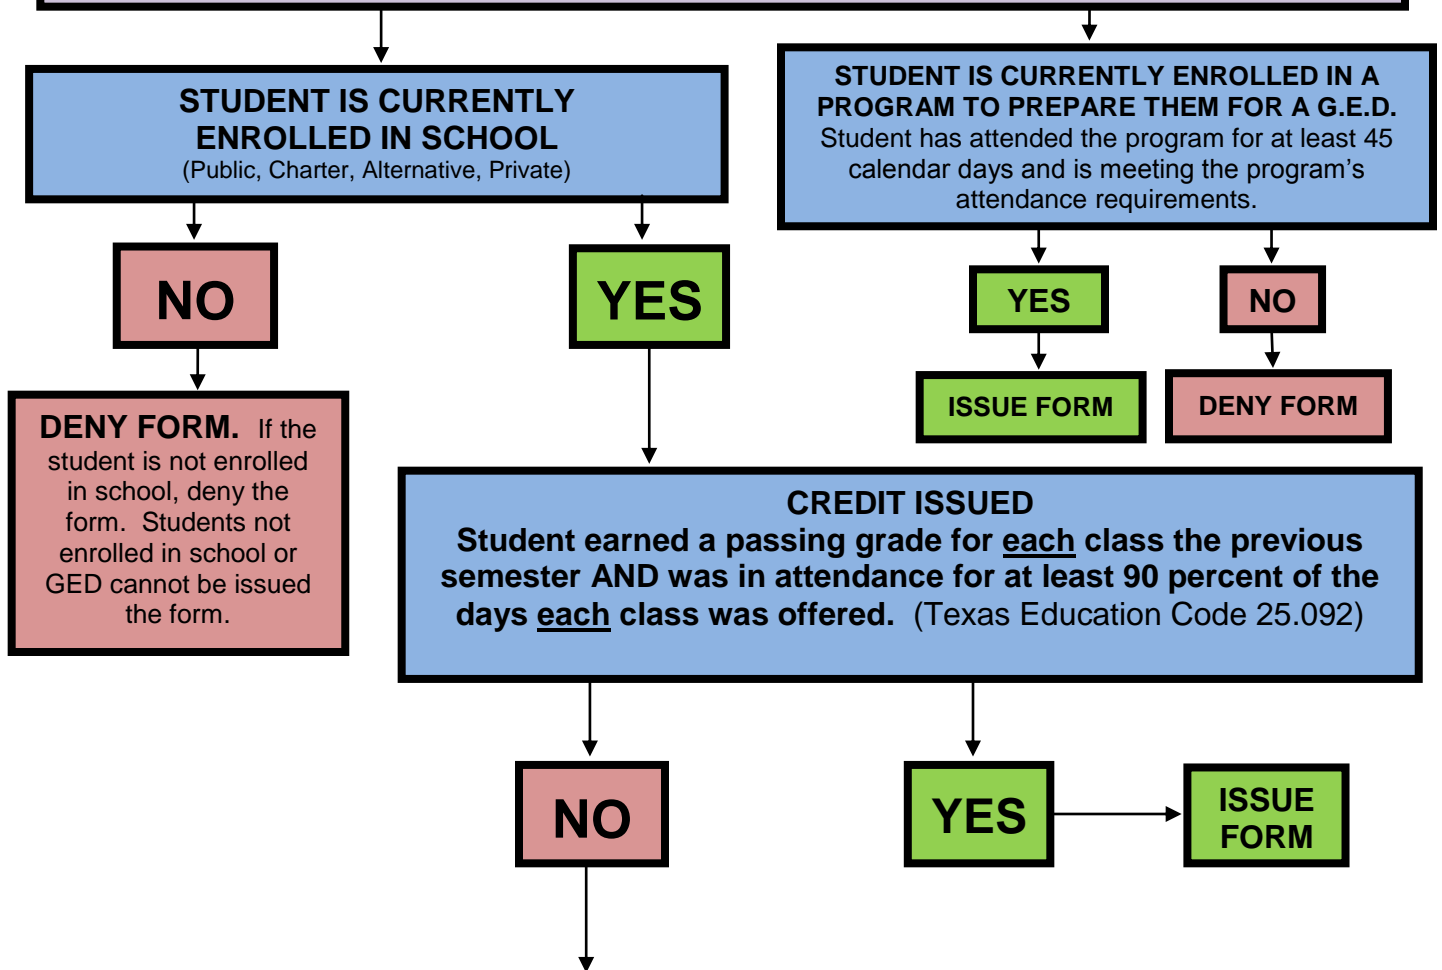 STUDENT IS CURRENTLY
ENROLLED IN SCHOOL
(Public, Charter, Alternative, Private)
STUDENT IS CURRENTLY ENROLLED IN A
PROGRAM TO PREPARE THEM FOR A G.E.D.
Student has attended the program for at least 45
calendar days and is meeting the program’s
attendance requirements.
NO
YES
YES
NO
ISSUE FORM
DENY FORM
DENY FORM. If the
student is not enrolled
in school, deny the
form. Students not
enrolled in school or
GED cannot be issued
the form.
CREDIT ISSUED
Student earned a passing grade for each class the previous
semester AND was in attendance for at least 90 percent of the
days each class was offered. (Texas Education Code 25.092)
NO
YES
ISSUE
FORM